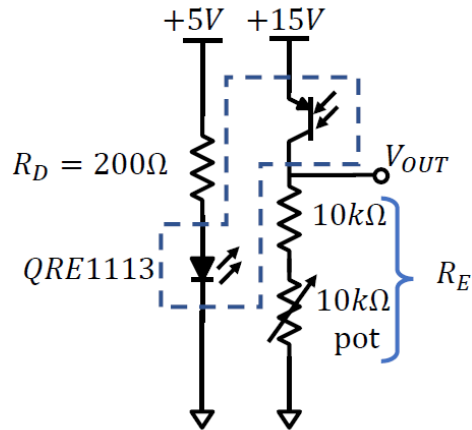 +5V
+15V
R_D = 200Ω
V_OUT
10kΩ
QRE1113
R_E
10kΩ
pot